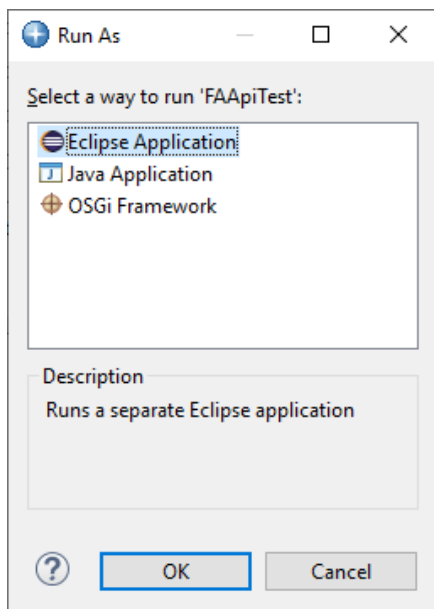 Run As
Select a way to run 'FAApiTest':
Eclipse Application
Java Application
OSGi Framework
Description
Runs a separate Eclipse application
OK
Cancel